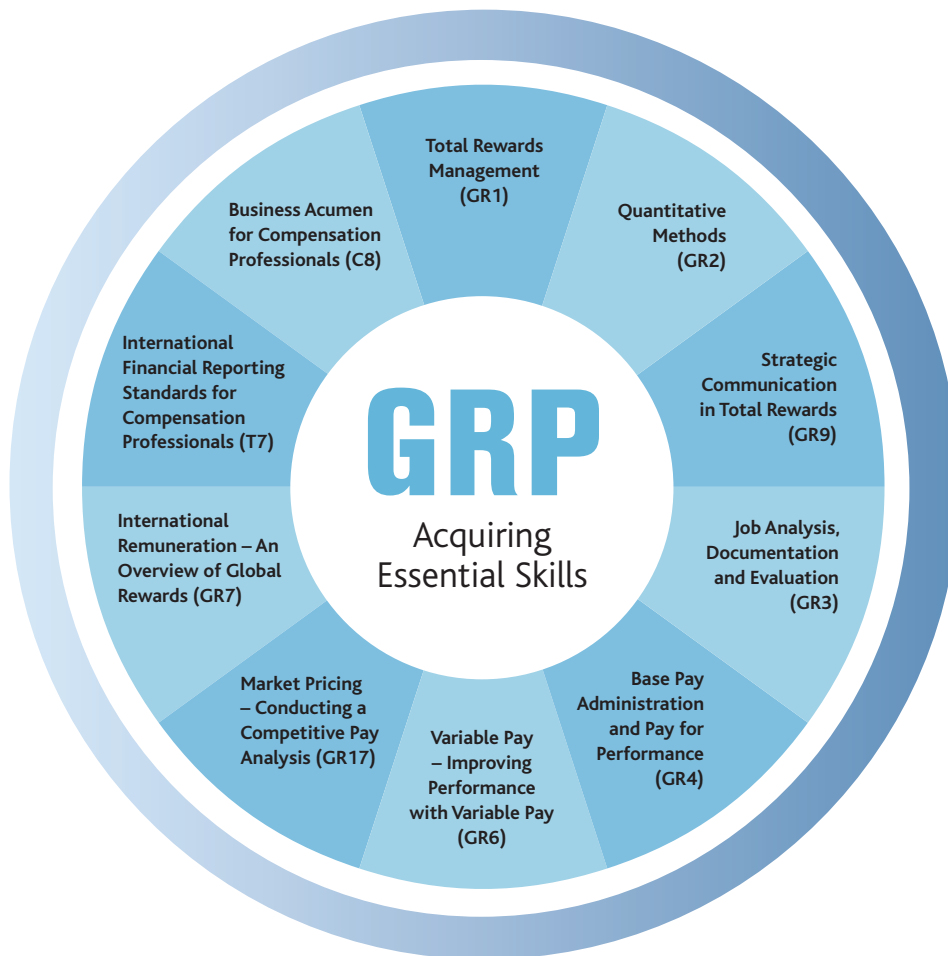 Total Rewards
Management
(GR1)
Quantitative
Methods
(GR2)
Strategic
Communication
in Total Rewards
(GR9)
Job Analysis,
Documentation
and Evaluation
(GR3)
Base Pay
Administration
and Pay for
Performance
(GR4)
Variable Pay
– Improving
Performance
with Variable Pay
(GR6)
Market Pricing
– Conducting a
Competitive Pay
Analysis (GR17)
International
Remuneration – An
Overview of Global
Rewards (GR7)
International
Financial Reporting
Standards for
Compensation
Professionals (T7)
Business Acumen
for Compensation
Professionals (C8)
GRP
Acquiring
Essential Skills